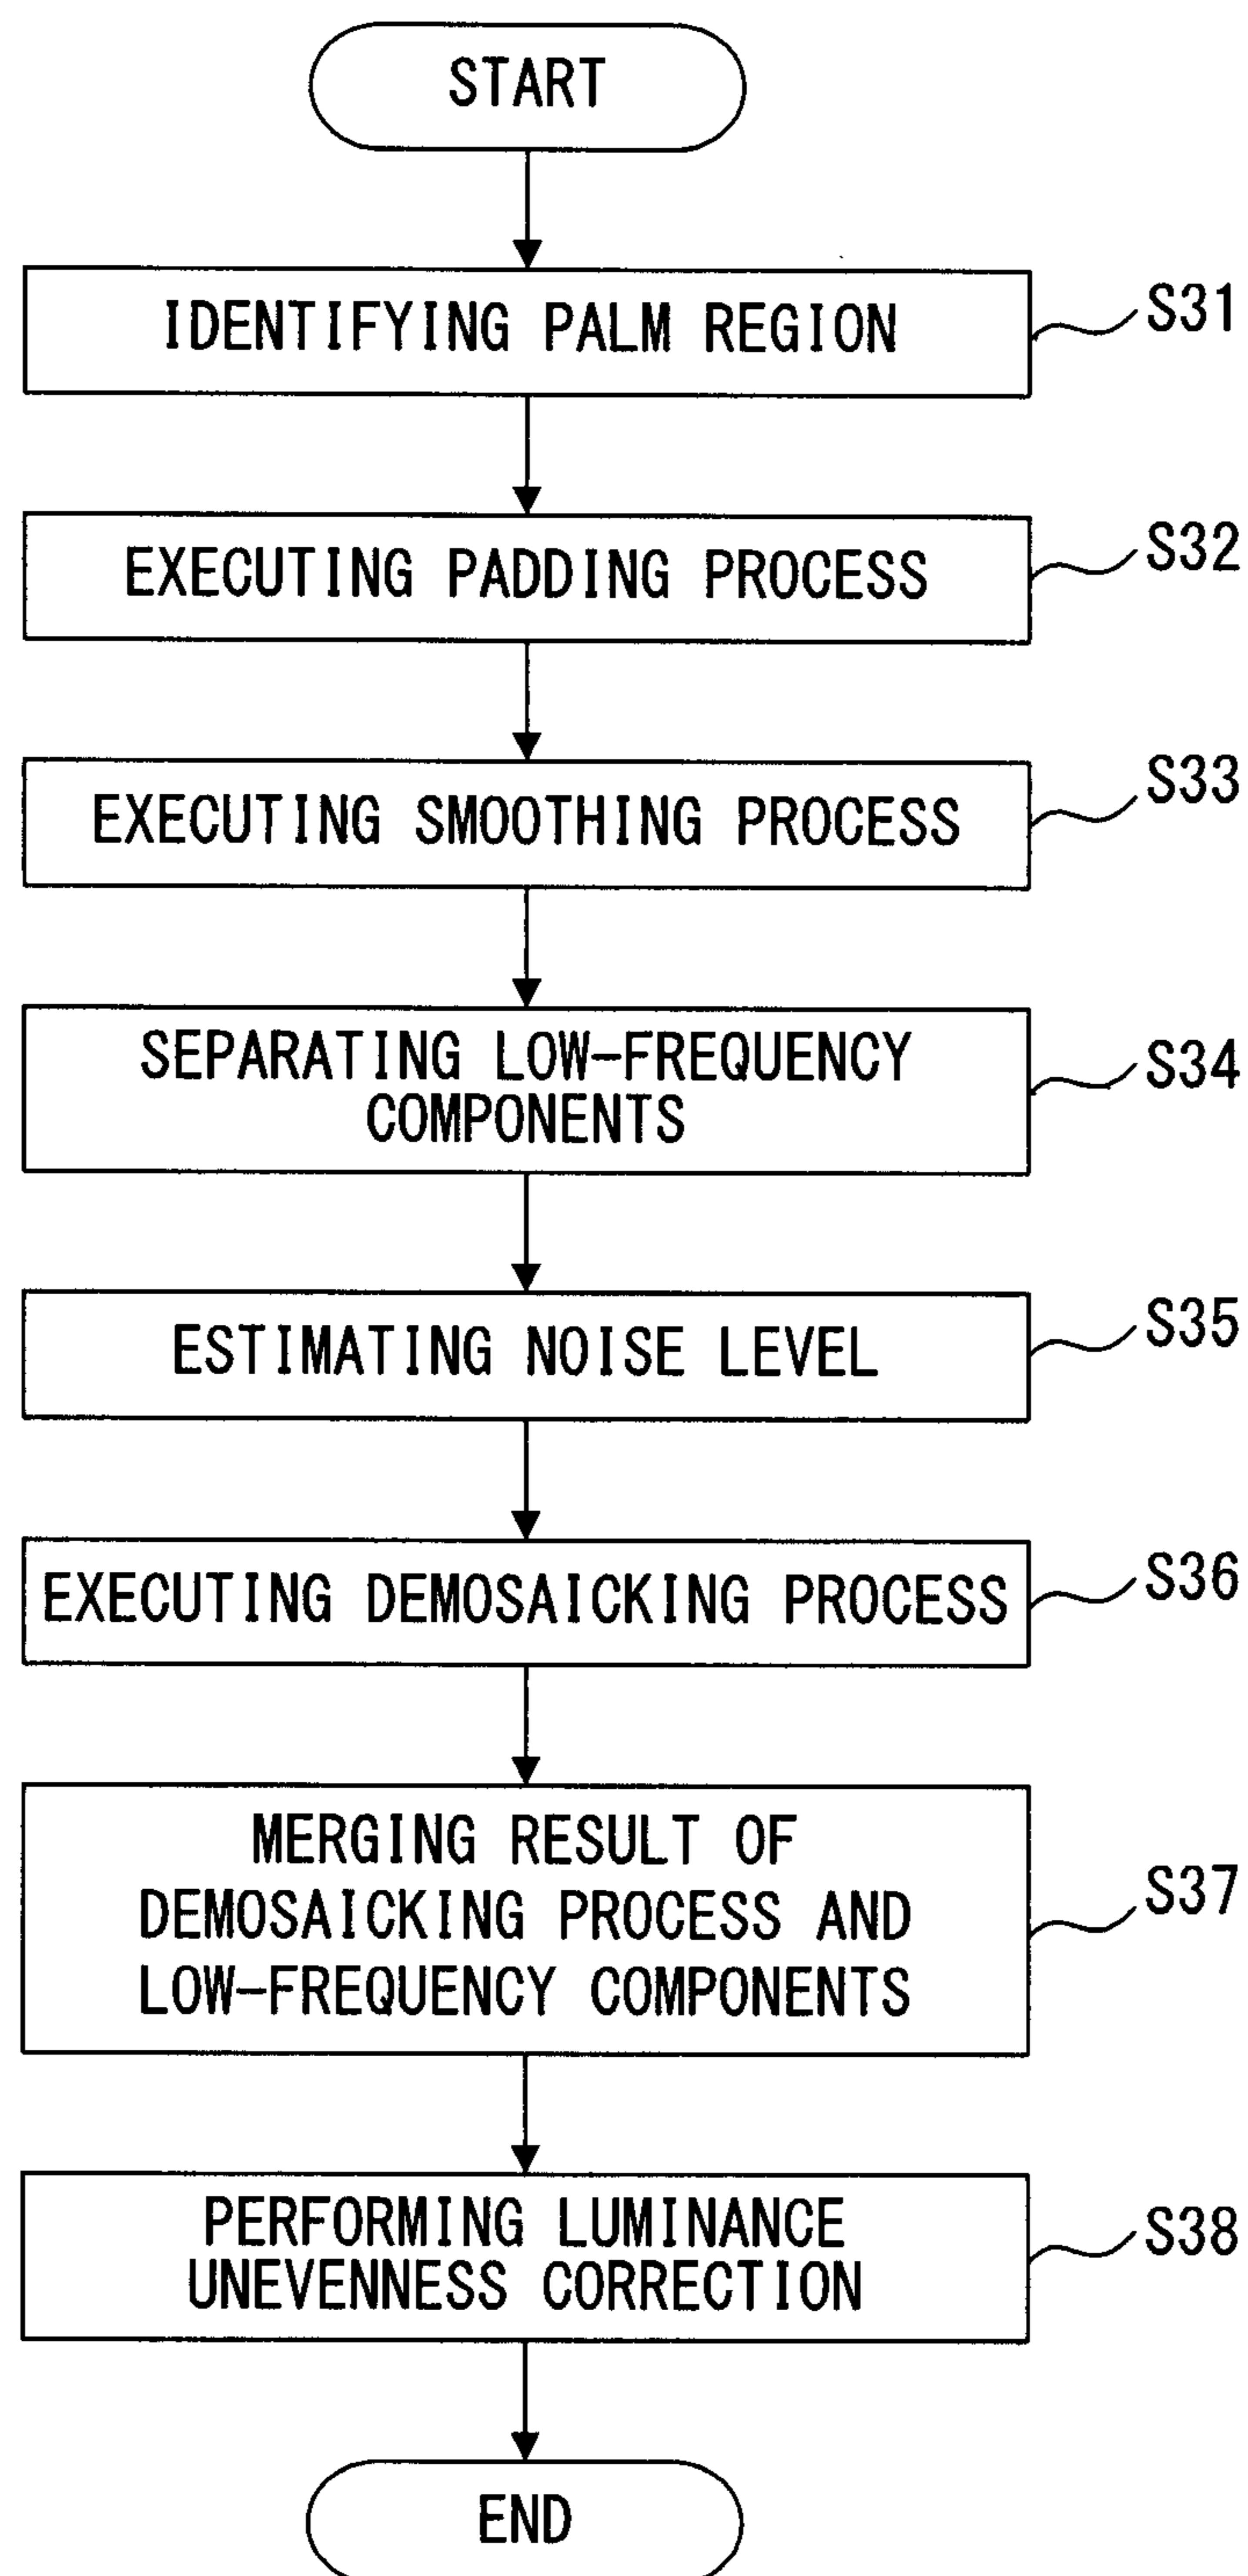 START
IDENTIFYING PALM REGION
S31
EXECUTING PADDING PROCESS
S32
EXECUTING SMOOTHING PROCESS
S33
SEPARATING LOW-FREQUENCY
COMPONENTS
S34
ESTIMATING NOISE LEVEL
S35
EXECUTING DEMOSAICKING PROCESS
S36
MERGING RESULT OF
DEMOSAICKING PROCESS AND
LOW-FREQUENCY COMPONENTS
S37
PERFORMING LUMINANCE
UNEVENNESS CORRECTION
S38
END